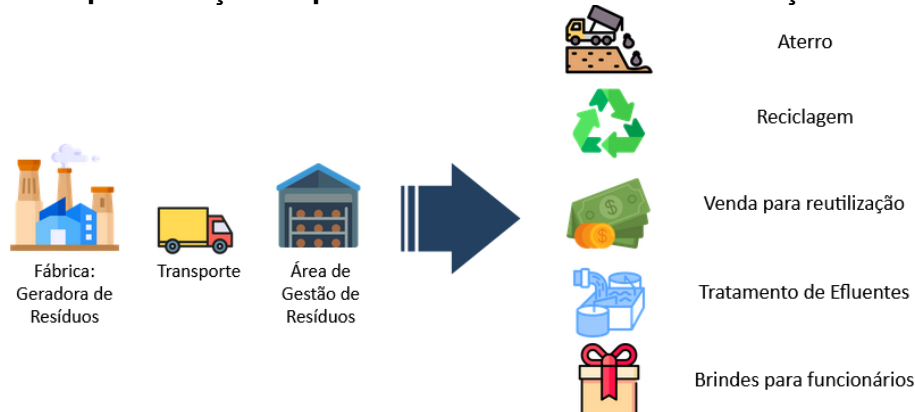 Aterro
Reciclagem
Venda para reutilização
Tratamento de Efluentes
Brindes para funcionários
Fábrica:
Geradora de
Resíduos
Transporte
Área de
Gestão de
Resíduos